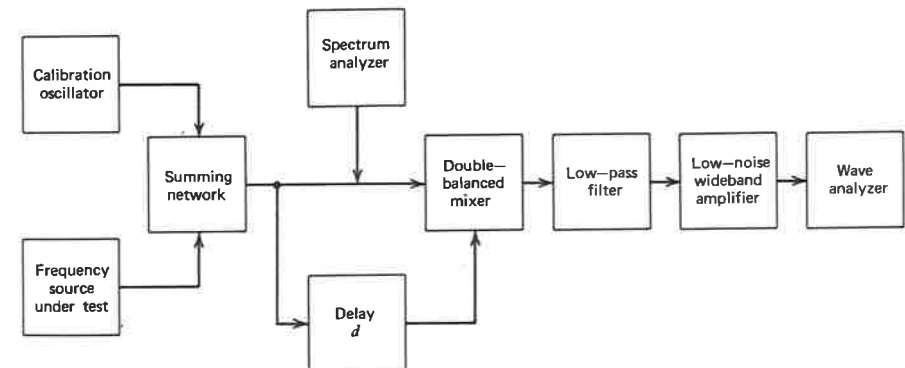 Calibration
oscillator
Spectrum
analyzer
Summing
network
Double—
balanced
mixer
Low—pass
filter
Low—noise
wideband
amplifier
Wave
analyzer
Frequency
source
under test
Delay
d